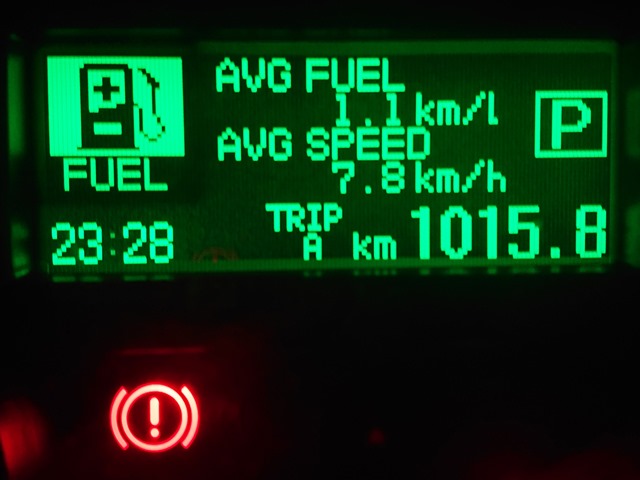 AVG FUEL
1.1 km/l
AVG SPEED
7.8 km/h
P
FUEL
23:28
TRIP A km 1015.8
!